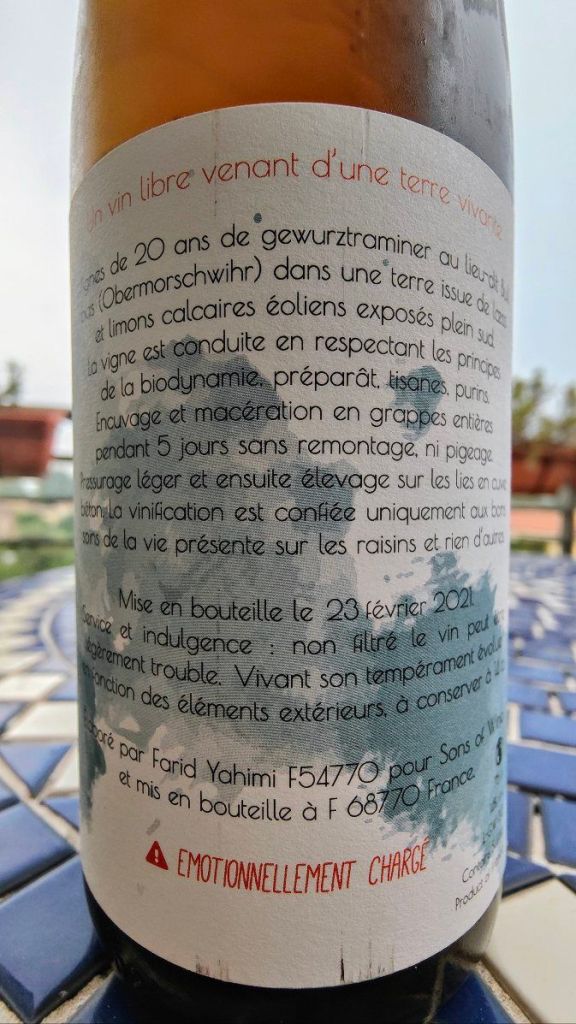 Un vin libre venant d'une terre vivante
Vignes de 20 ans de gewurztraminer au lieu-dit
(Obermorschwihr) dans une terre issue de
et limons calcaires éoliens exposés plein sud.
La vigne est conduite en respectant les principes
de la biodynamie, préparât, tisanes, purins.
Encuvage et macération en grappes entières
pendant 5 jours sans remontage, ni pigeage.
Pressurage léger et ensuite élevage sur les lies en cuve
béton. La vinification est confiée uniquement aux bons
soins de la vie présente sur les raisins et rien d'autres.
Mise en bouteille le 23 février 2021.
Service et indulgence : non filtré le vin peut
légèrement trouble. Vivant son tempérament évolue
en fonction des éléments extérieurs, à conserver à
Elaboré par Farid Yahimi F54770 pour Sons of Wine
et mis en bouteille à F 68770 France.
EMOTIONNELLEMENT CHARGÉ
Product